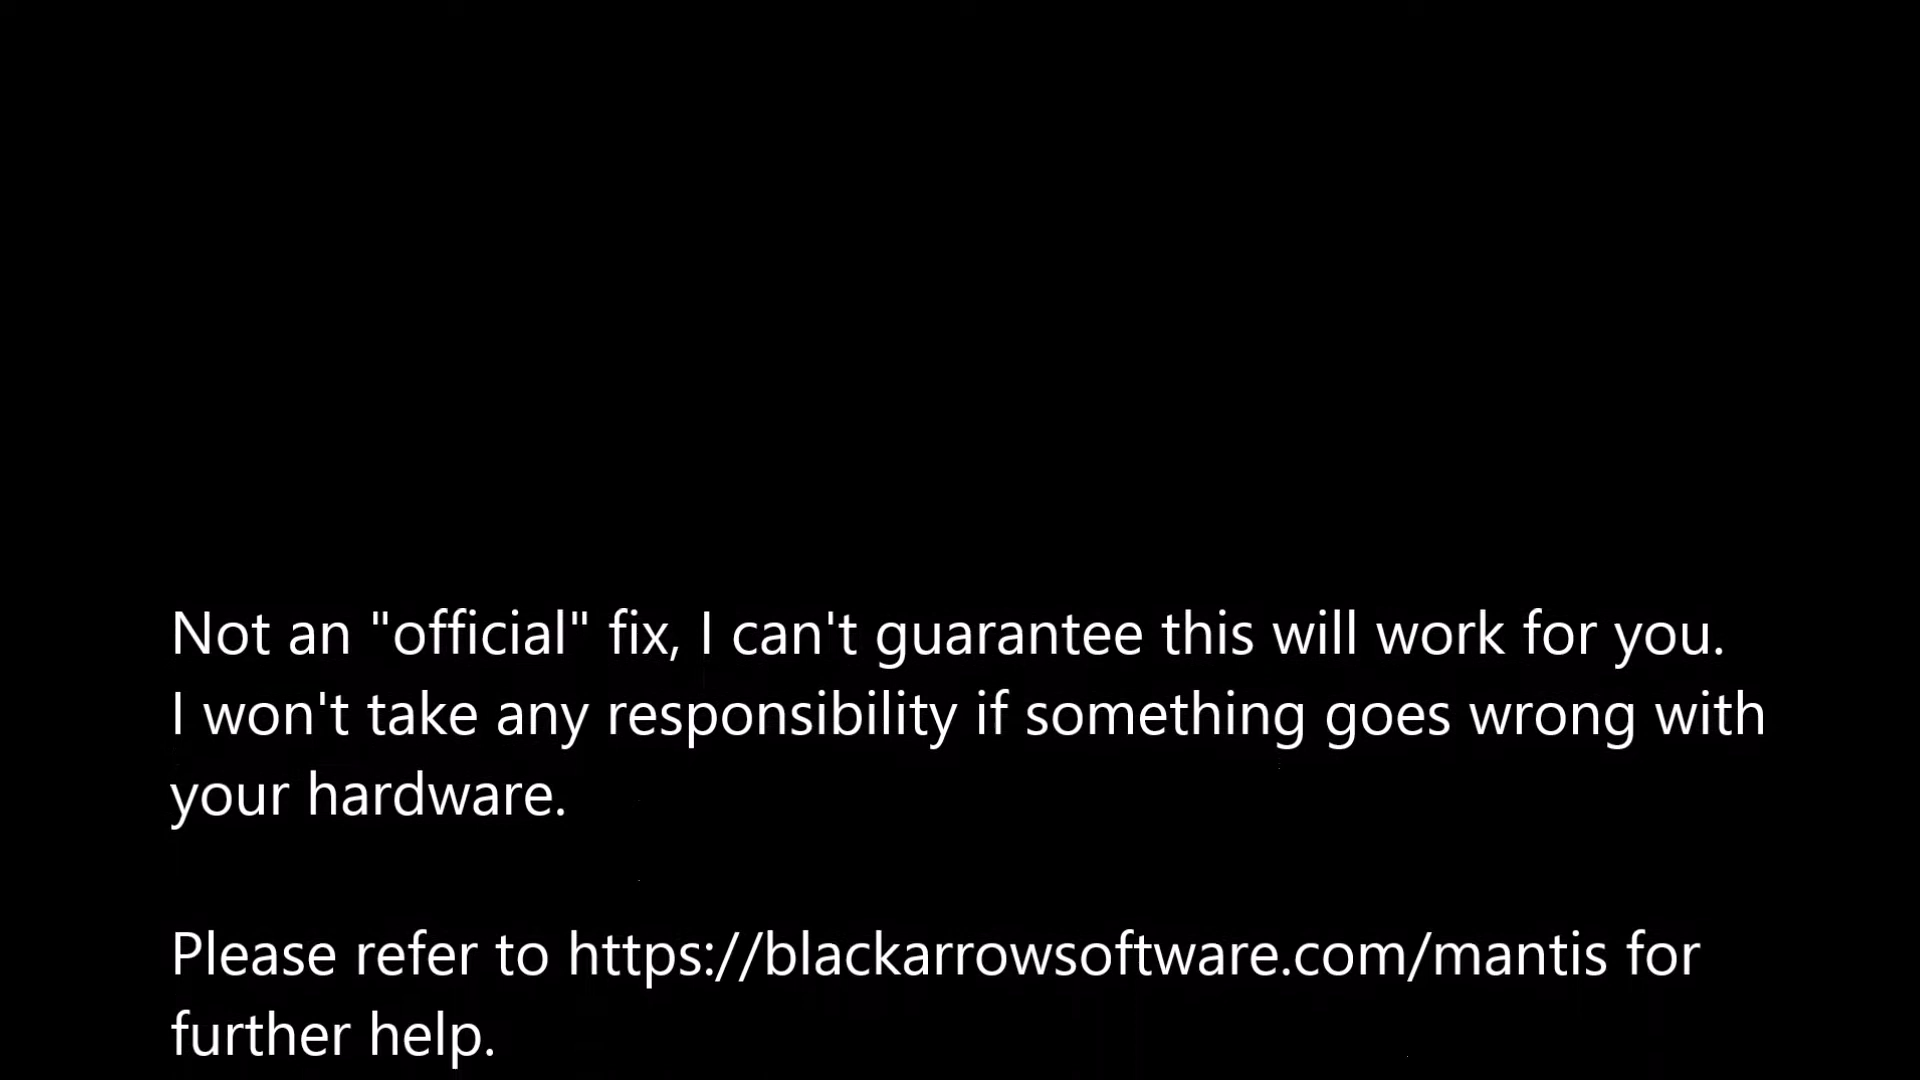 Not an "official" fix, I can't guarantee this will work for you.
I won't take any responsibility if something goes wrong with
your hardware.
Please refer to https://blackarrowsoftware.com/mantis for
further help.